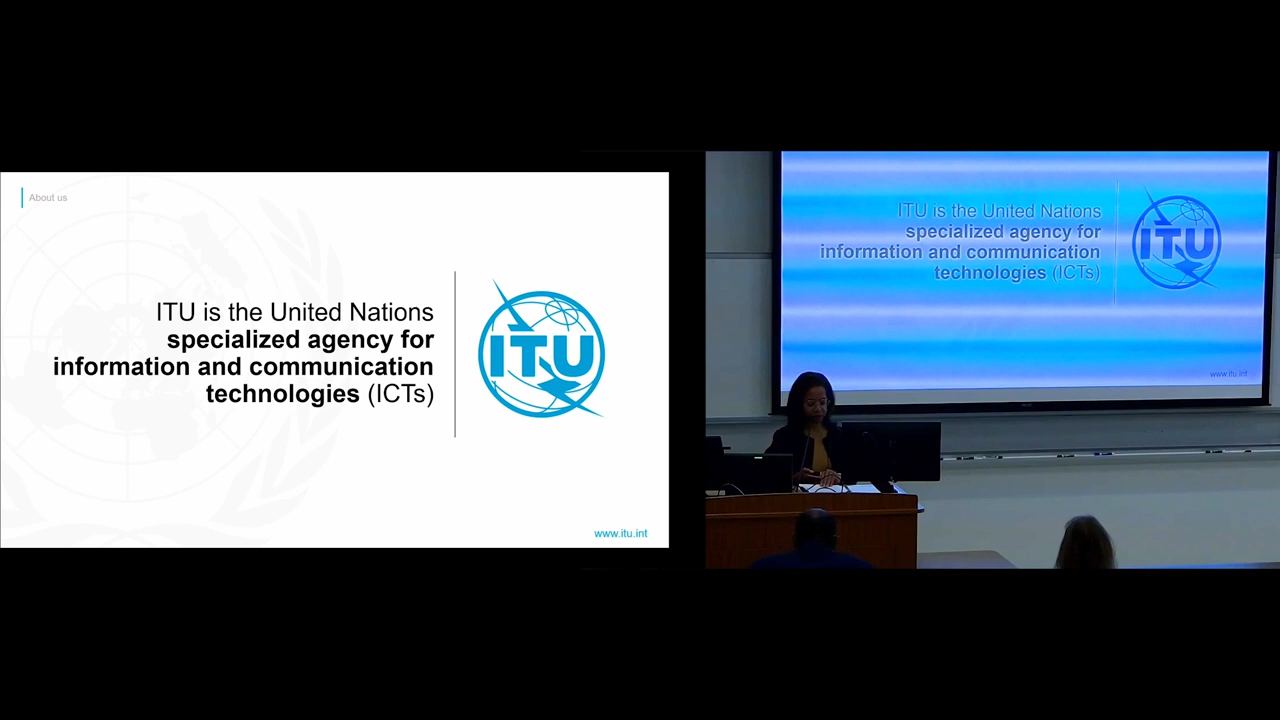 About us
ITU is the United Nations
specialized agency for
information and communication
technologies (ICTs)
ITU
www.itu.int
ITU is the United Nations
specialized agency for
information and communication
technologies (ICTs)
ITU
www.itu.int